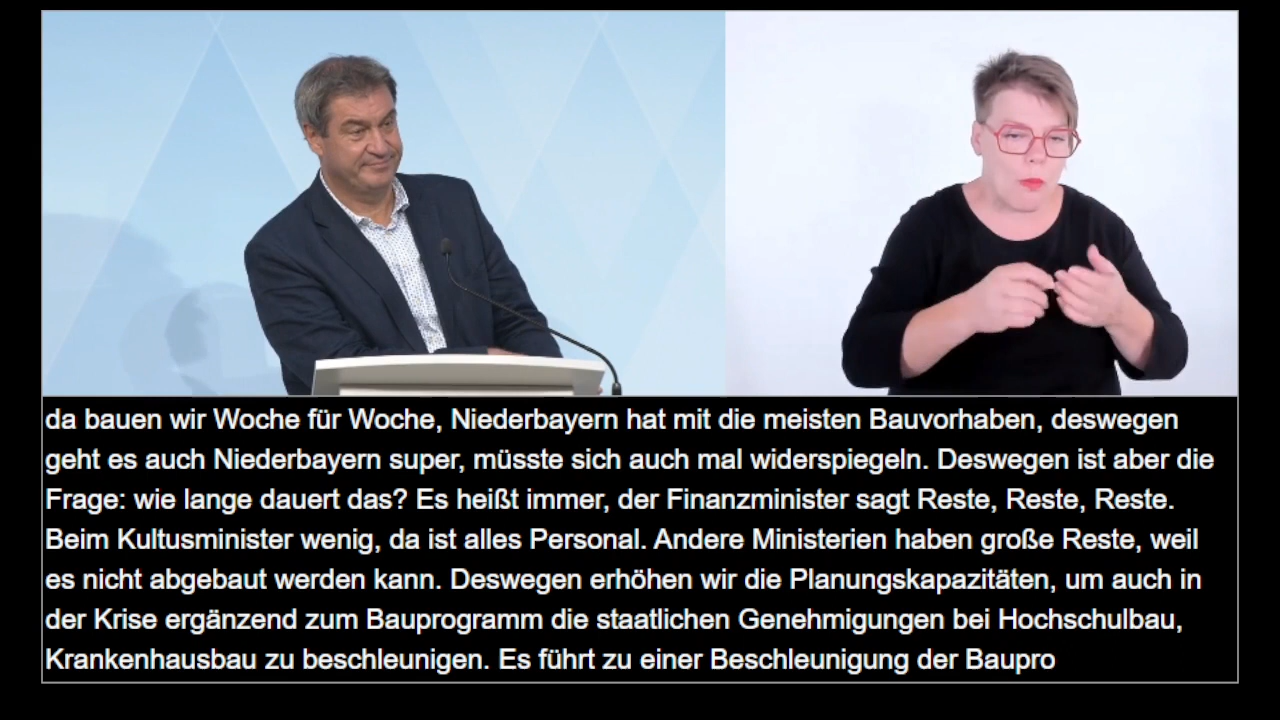 da bauen wir Woche für Woche, Niederbayern hat mit die meisten Bauvorhaben, deswegen
geht es auch Niederbayern super, müsste sich auch mal widerspiegeln. Deswegen ist aber die
Frage: wie lange dauert das? Es heißt immer, der Finanzminister sagt Reste, Reste, Reste.
Beim Kultusminister wenig, da ist alles Personal. Andere Ministerien haben große Reste, weil
es nicht abgebaut werden kann. Deswegen erhöhen wir die Planungskapazitäten, um auch in
der Krise ergänzend zum Bauprogramm die staatlichen Genehmigungen bei Hochschulbau,
Krankenhausbau zu beschleunigen. Es führt zu einer Beschleunigung der Baupro